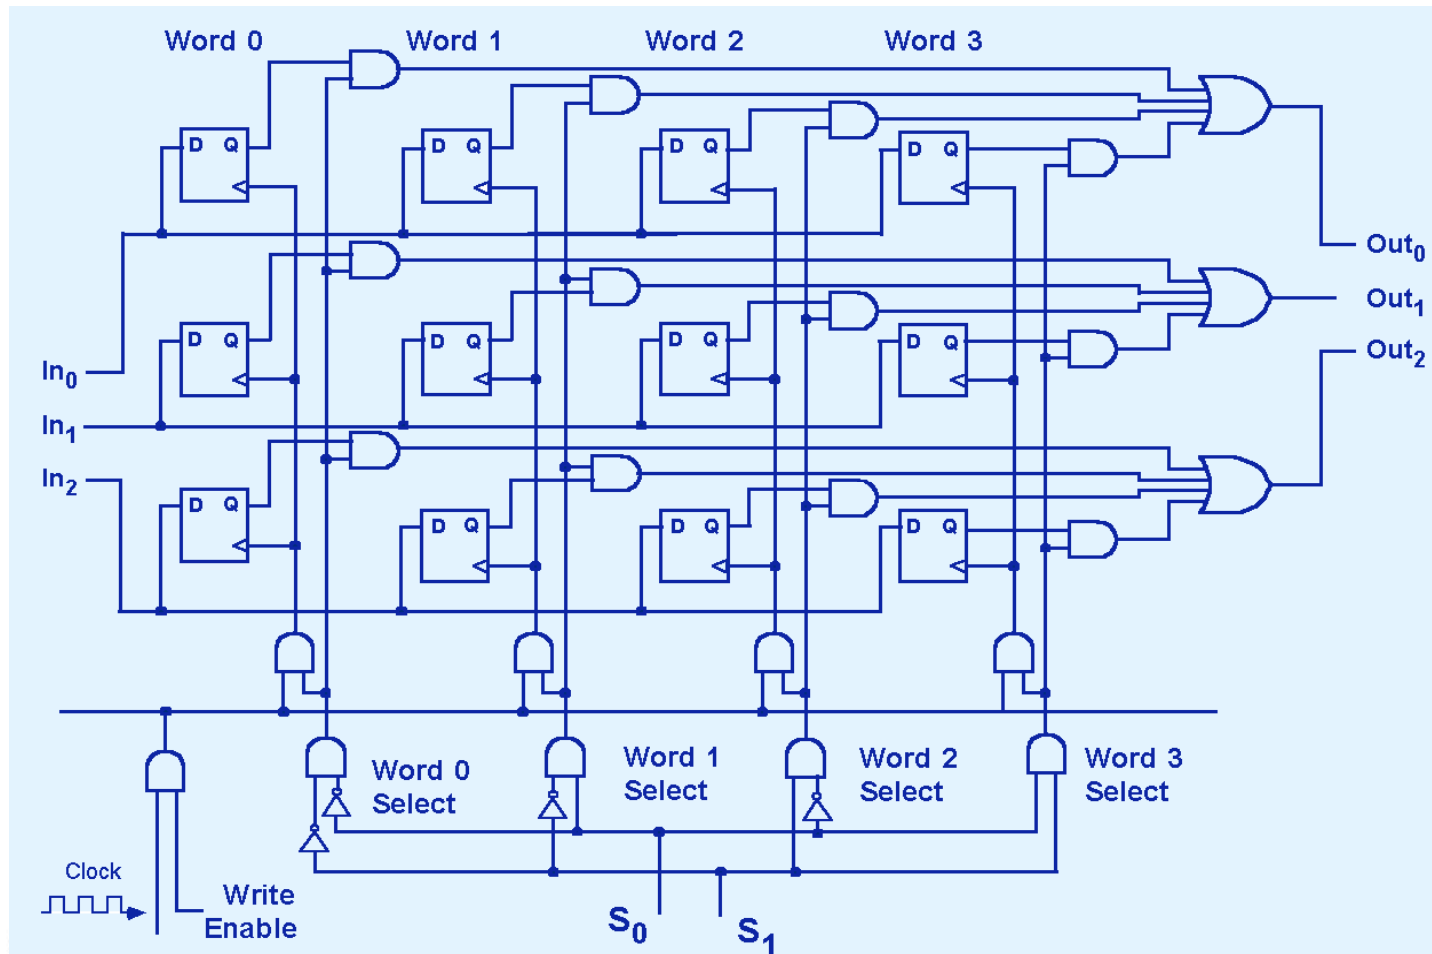 Word 0 Word 1 Word 2 Word 3
D Q D Q D Q D Q
Out0
Out1
Out2
D Q D Q D Q D Q
In0
In1
In2
D Q D Q D Q D Q
Word 0
Select
Word 1
Select
Word 2
Select
Word 3
Select
Clock
Write
Enable
S0
S1